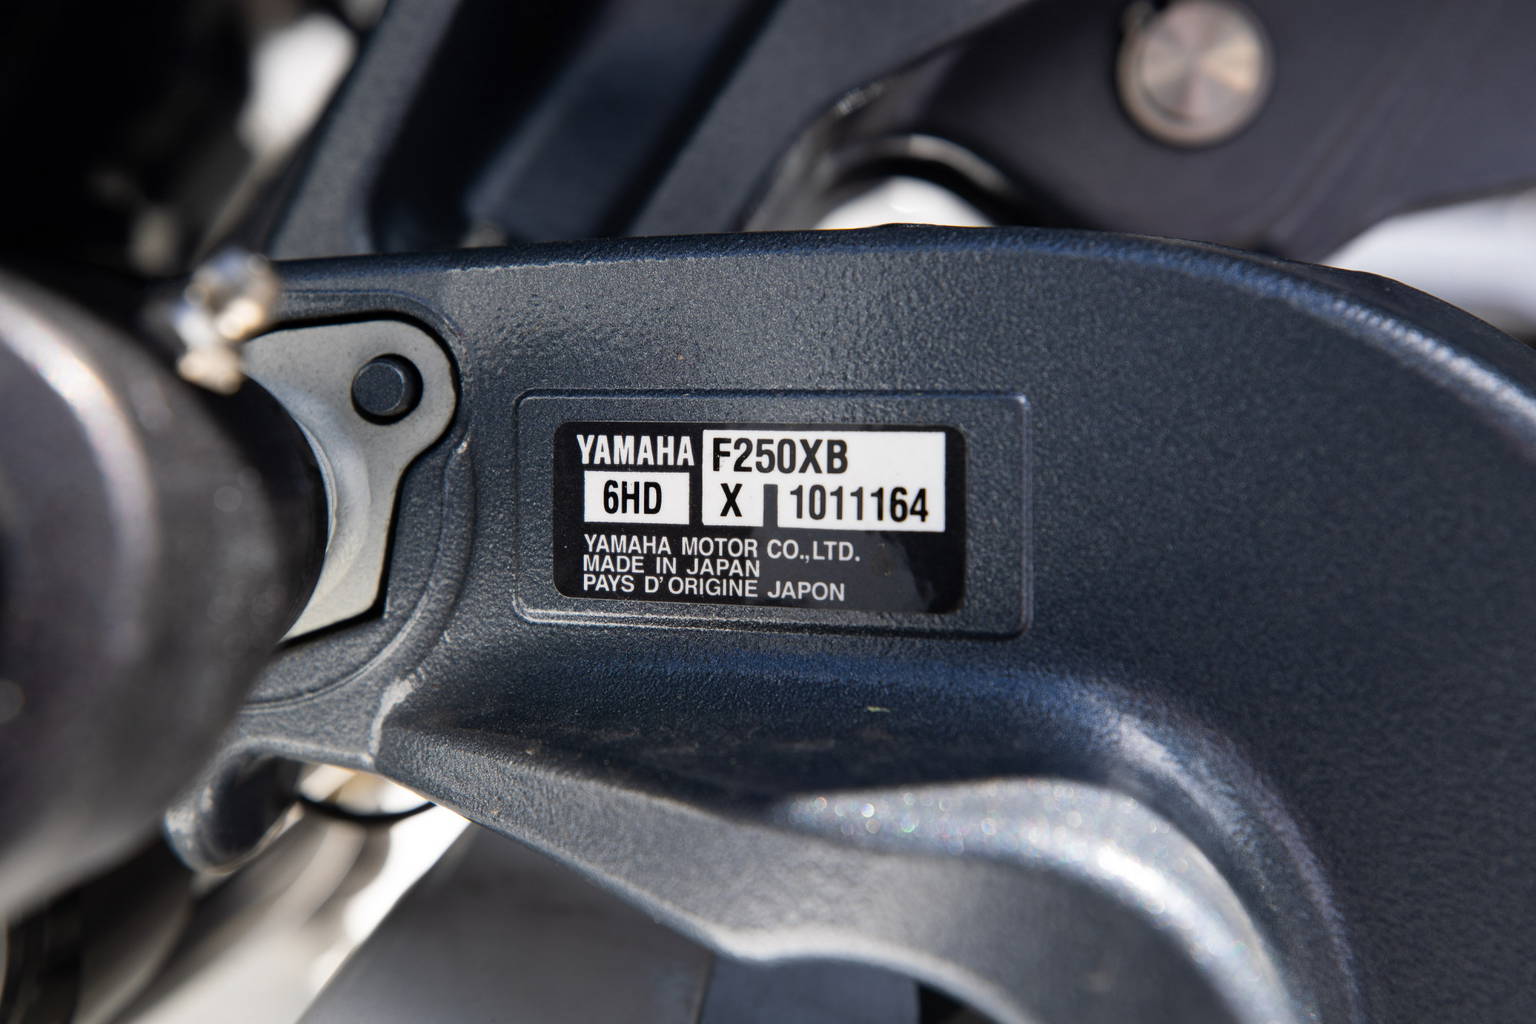 YAMAHA F250XB
6HD X 1011164
YAMAHA MOTOR CO.,LTD.
MADE IN JAPAN
PAYS D'ORIGINE JAPON